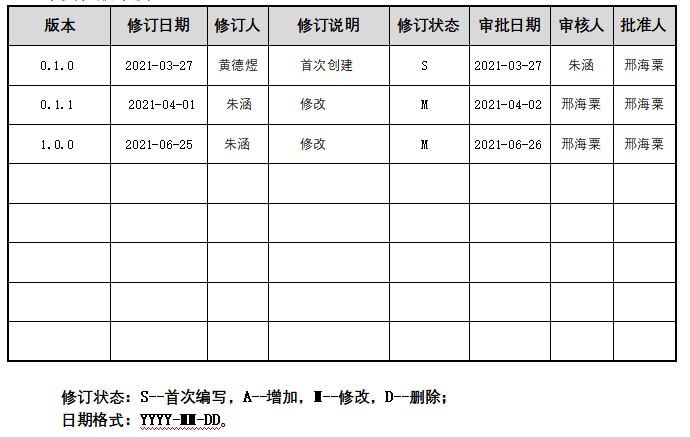 版本 修订日期 修订人 修订说明 修订状态 审批日期 审核人 批准人
0.1.0 2021-03-27 黄德煜 首次创建 S 2021-03-27 朱涵 邢海粟
0.1.1 2021-04-01 朱涵 修改 M 2021-04-02 邢海粟 邢海粟
1.0.0 2021-06-25 朱涵 修改 M 2021-06-26 邢海粟 邢海粟
修订状态：S--首次编写，A--增加，M--修改，D--删除；
日期格式：YYYY-MM-DD。